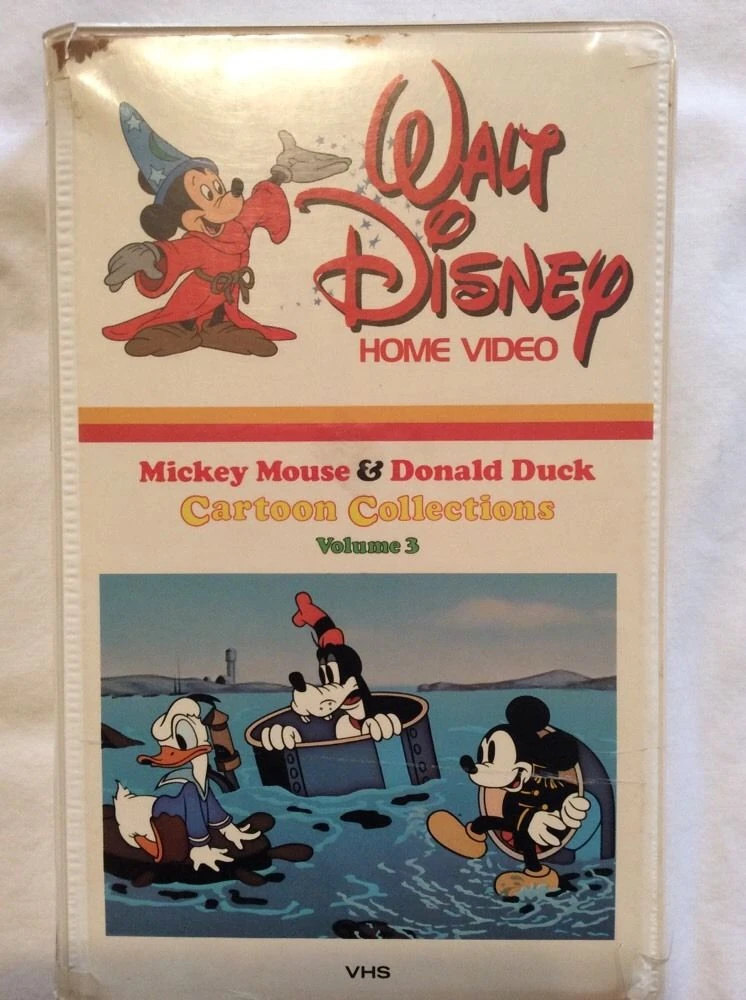 WALT
DISNEY
HOME VIDEO
Mickey Mouse & Donald Duck
Cartoon Collections
Volume 3
VHS